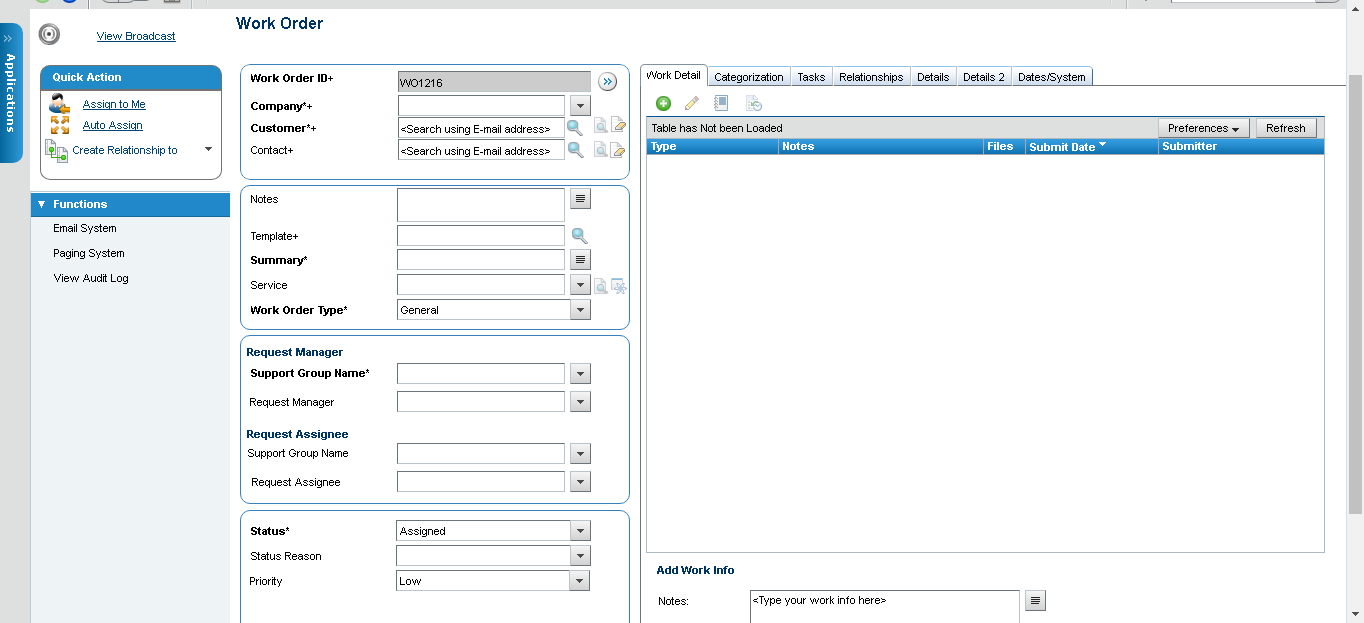 Work Order
View Broadcast
Applications
Quick Action
Assign to Me
Auto Assign
Create Relationship to
Functions
Email System
Paging System
View Audit Log
Work Order ID+ WO1216
Company*+
Customer*+ <Search using E-mail address>
Contact+ <Search using E-mail address>
Notes
Template+
Summary*
Service
Work Order Type* General
Request Manager
Support Group Name*
Request Manager
Request Assignee
Support Group Name
Request Assignee
Status* Assigned
Status Reason
Priority Low
Work Detail Categorization Tasks Relationships Details Details 2 Dates/System
Table has Not been Loaded Preferences Refresh
Type Notes Files Submit Date Submitter
Add Work Info
Notes: <Type your work info here>